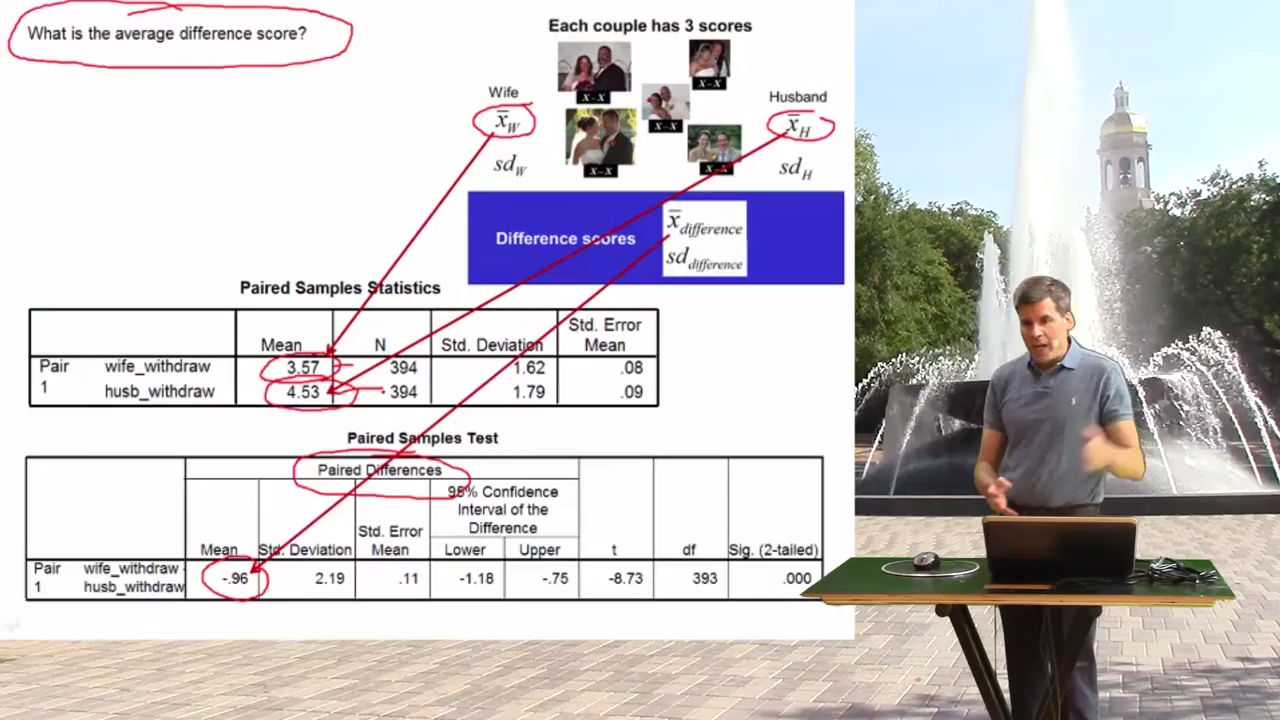 What is the average difference score?
Each couple has 3 scores
Wife
Husband
X-X
X-X
X-X
X-X
X-X
x̄W
x̄H
sdW
sdH
Difference scores
x̄difference
sddifference
Paired Samples Statistics
Mean N Std. Deviation Std. Error Mean
Pair 1 wife_withdraw 3.57 394 1.62 .08
husb_withdraw 4.53 394 1.79 .09
Paired Samples Test
Paired Differences
95% Confidence Interval of the Difference
Mean Std. Deviation Std. Error Mean Lower Upper t df Sig. (2-tailed)
Pair 1 wife_withdraw - husb_withdraw -.96 2.19 .11 -1.18 -.75 -8.73 393 .000